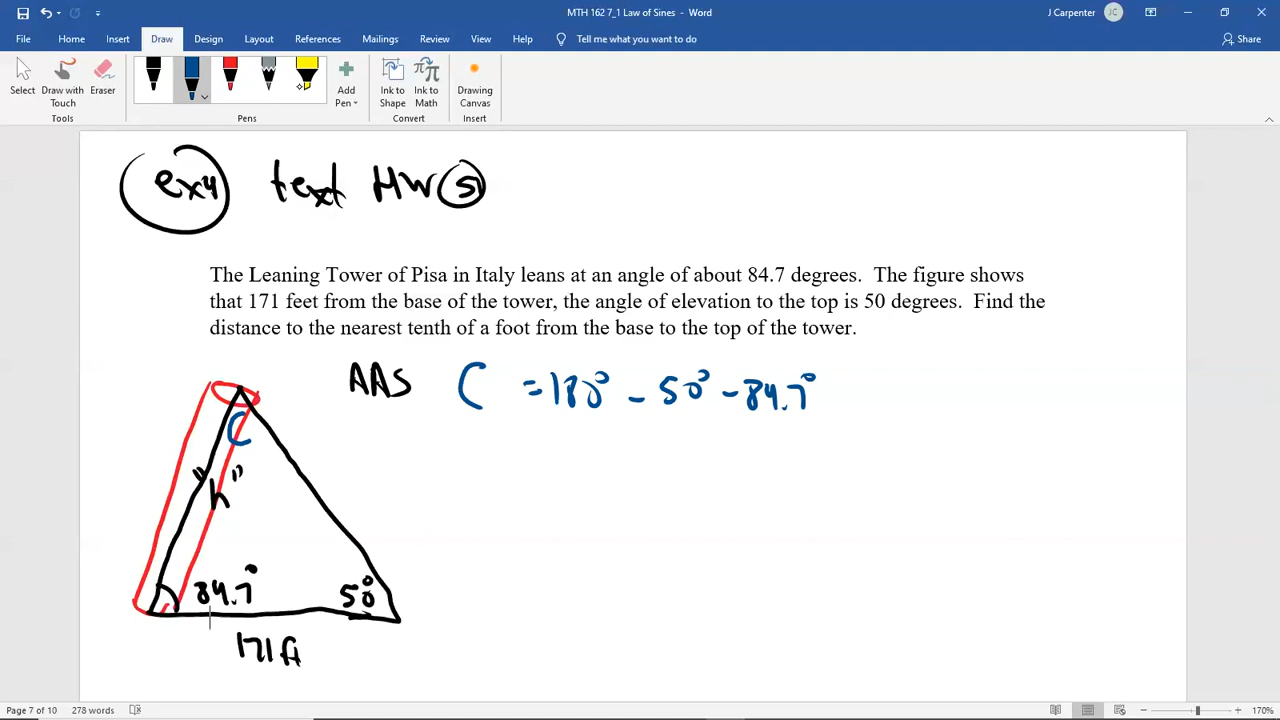 MTH 162 7_1 Law of Sines - Word
J Carpenter JC
File Home Insert Draw Design Layout References Mailings Review View Help Tell me what you want to do Share
Select Draw with Touch Eraser Add Pen Ink to Shape Ink to Math Drawing Canvas
Tools Pens Convert Insert
ex4 text HW 51
The Leaning Tower of Pisa in Italy leans at an angle of about 84.7 degrees. The figure shows
that 171 feet from the base of the tower, the angle of elevation to the top is 50 degrees. Find the
distance to the nearest tenth of a foot from the base to the top of the tower.
AAS C = 180° - 50° - 84.7°
C
"h"
84.7° 50°
171 ft
Page 7 of 10 278 words 170%